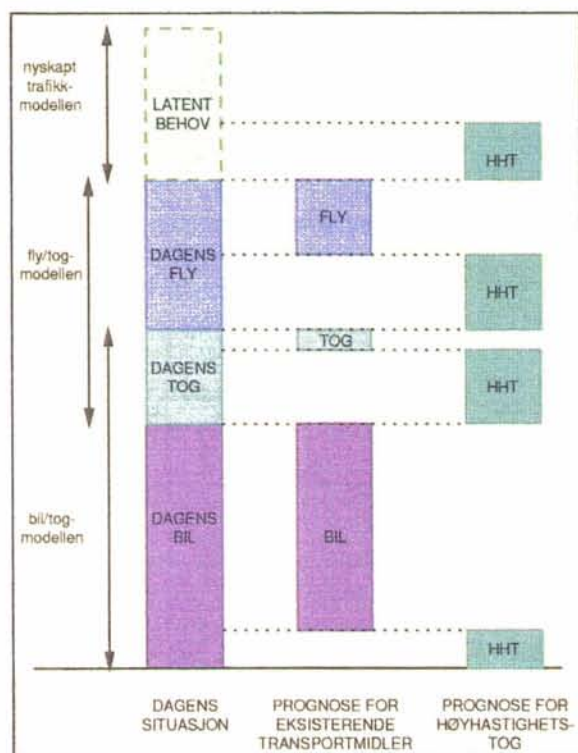 nyskapt
trafikk-
modellen
LATENT
BEHOV
HHT
fly/tog-
modellen
DAGENS
FLY
FLY
HHT
TOG
DAGENS
TOG
HHT
bil/tog-
modellen
DAGENS
BIL
BIL
HHT
DAGENS
SITUASJON
PROGNOSE FOR
EKSISTERENDE
TRANSPORTMIDLER
PROGNOSE FOR
HØYHASTIGHETS-
TOG